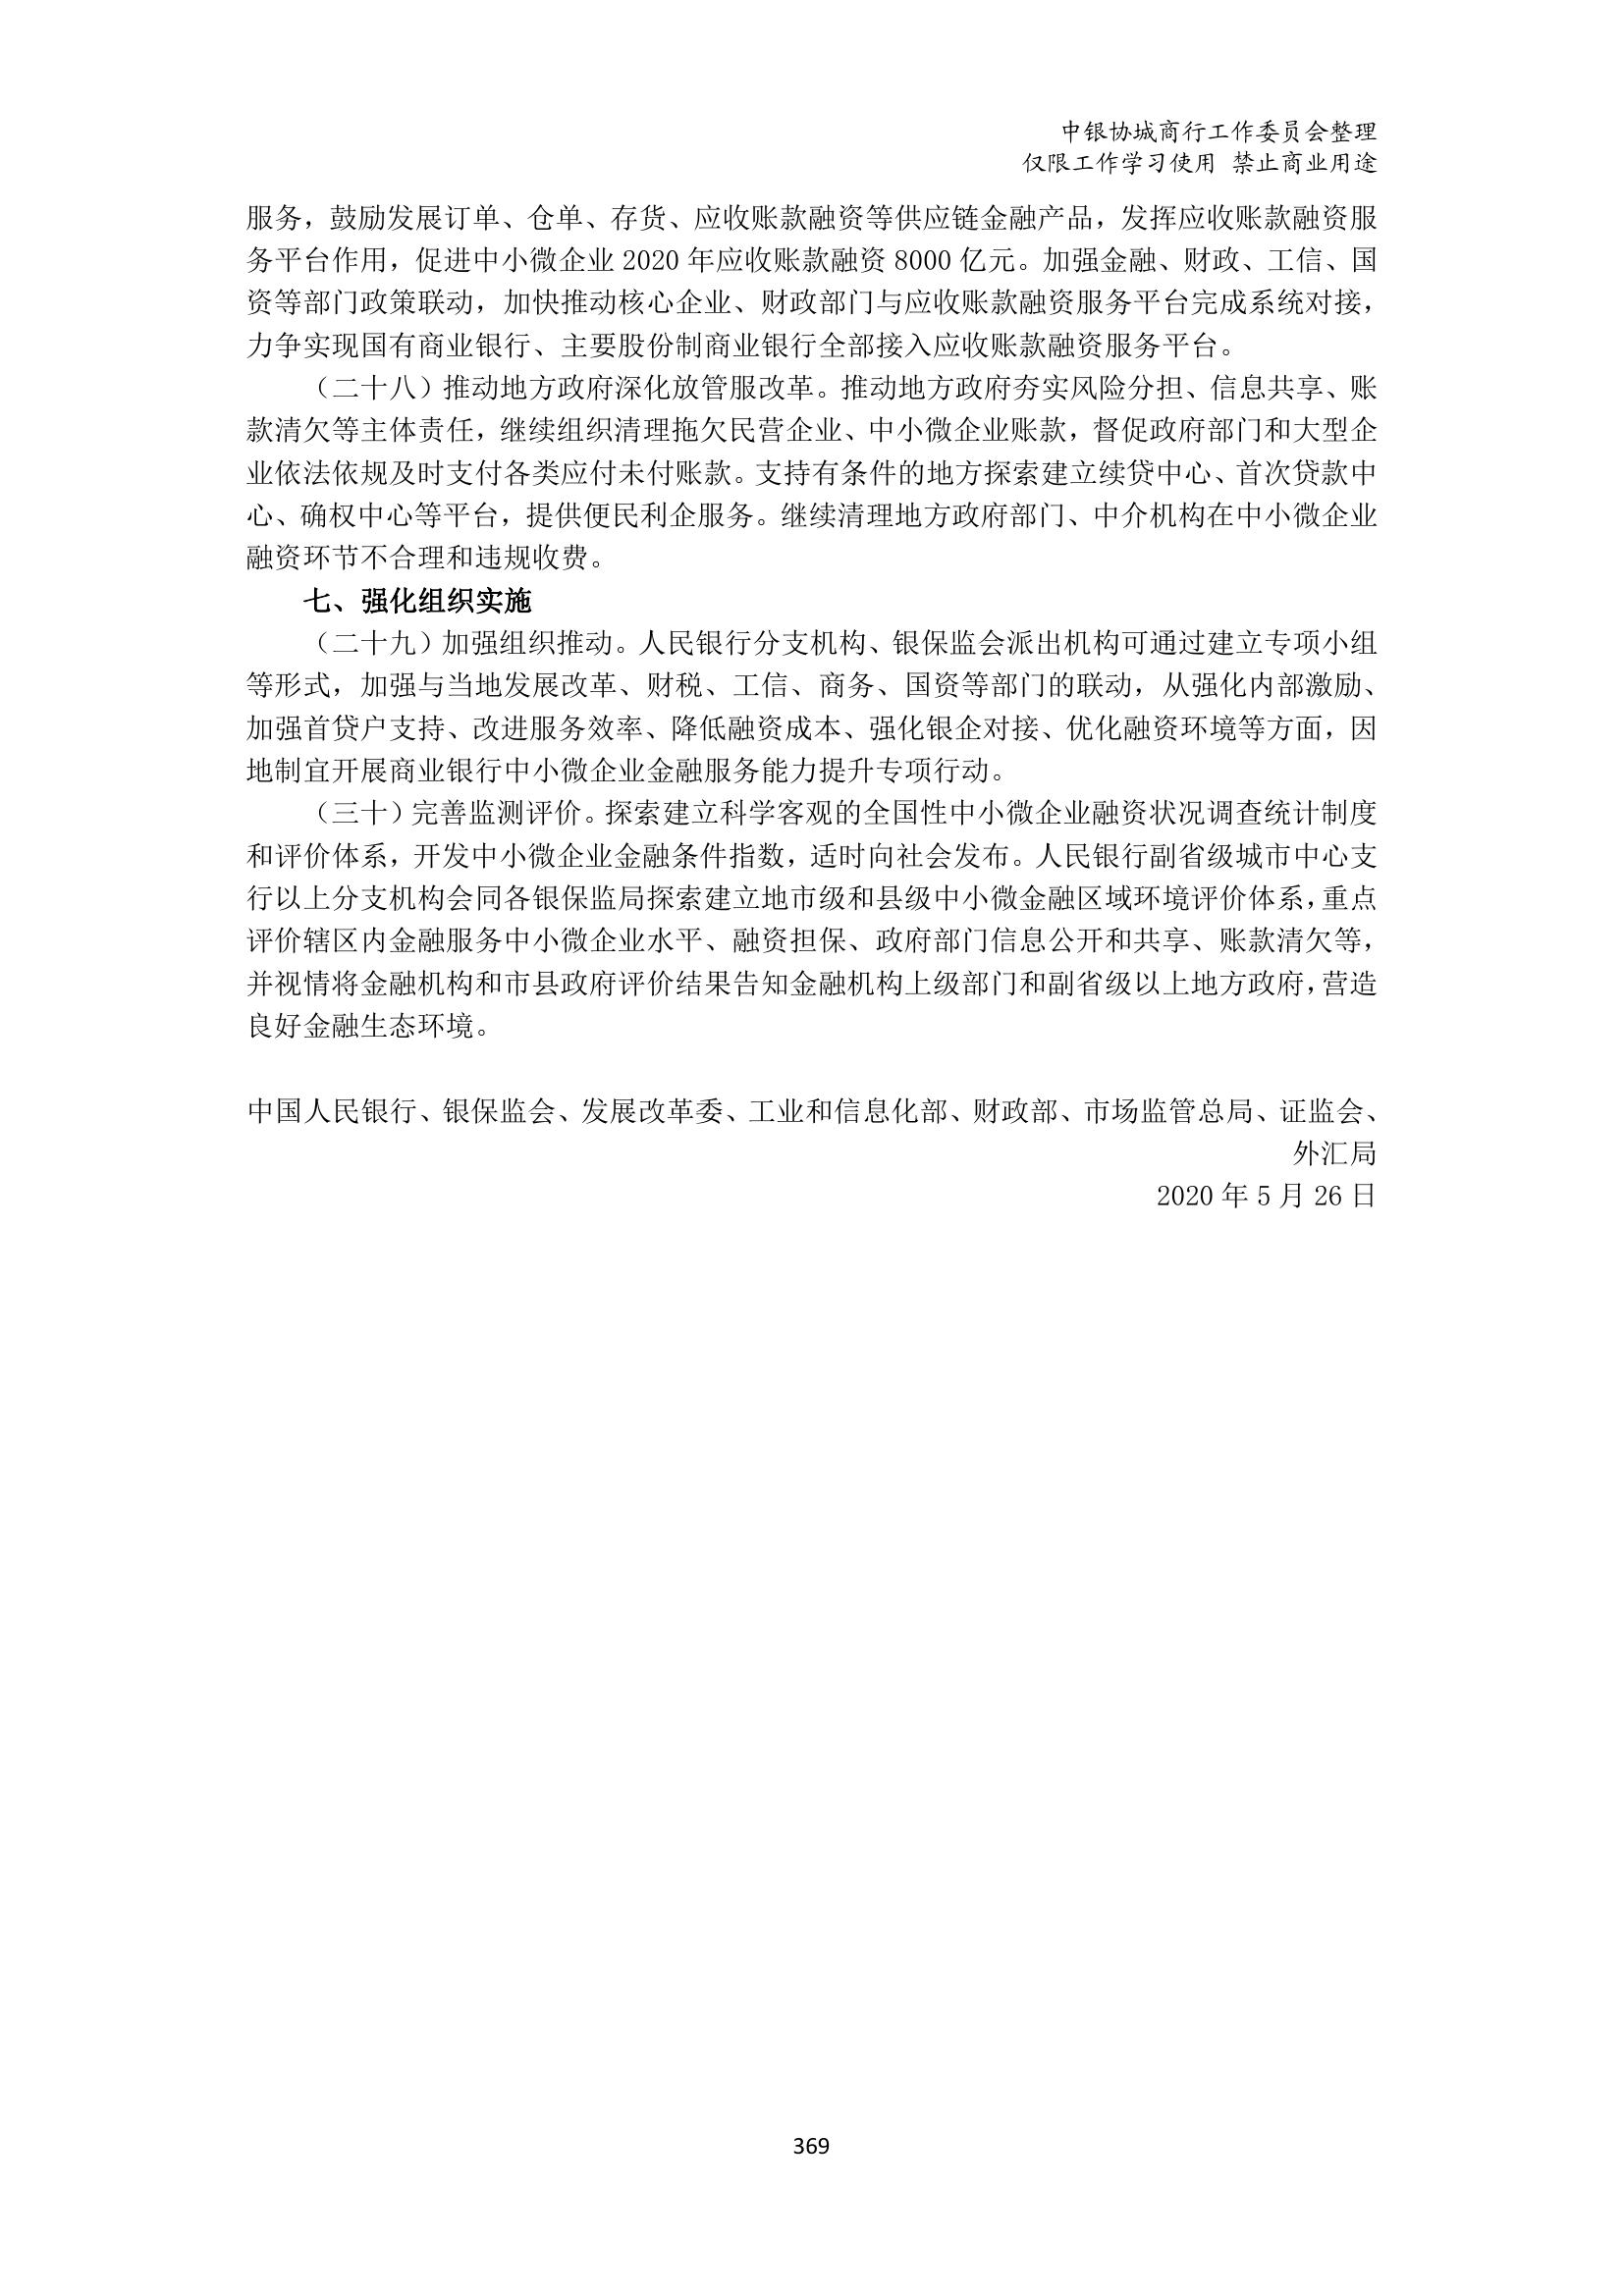 中银协城商行工作委员会整理
仅限工作学习使用 禁止商业用途
服务，鼓励发展订单、仓单、存货、应收账款融资等供应链金融产品，发挥应收账款融资服
务平台作用，促进中小微企业 2020 年应收账款融资 8000 亿元。加强金融、财政、工信、国
资等部门政策联动，加快推动核心企业、财政部门与应收账款融资服务平台完成系统对接，
力争实现国有商业银行、主要股份制商业银行全部接入应收账款融资服务平台。
（二十八）推动地方政府深化放管服改革。推动地方政府夯实风险分担、信息共享、账
款清欠等主体责任，继续组织清理拖欠民营企业、中小微企业账款，督促政府部门和大型企
业依法依规及时支付各类应付未付账款。支持有条件的地方探索建立续贷中心、首次贷款中
心、确权中心等平台，提供便民利企服务。继续清理地方政府部门、中介机构在中小微企业
融资环节不合理和违规收费。
七、强化组织实施
（二十九）加强组织推动。人民银行分支机构、银保监会派出机构可通过建立专项小组
等形式，加强与当地发展改革、财税、工信、商务、国资等部门的联动，从强化内部激励、
加强首贷户支持、改进服务效率、降低融资成本、强化银企对接、优化融资环境等方面，因
地制宜开展商业银行中小微企业金融服务能力提升专项行动。
（三十）完善监测评价。探索建立科学客观的全国性中小微企业融资状况调查统计制度
和评价体系，开发中小微企业金融条件指数，适时向社会发布。人民银行副省级城市中心支
行以上分支机构会同各银保监局探索建立地市级和县级中小微金融区域环境评价体系，重点
评价辖区内金融服务中小微企业水平、融资担保、政府部门信息公开和共享、账款清欠等，
并视情将金融机构和市县政府评价结果告知金融机构上级部门和副省级以上地方政府，营造
良好金融生态环境。
中国人民银行、银保监会、发展改革委、工业和信息化部、财政部、市场监管总局、证监会、
外汇局
2020 年 5 月 26 日
369